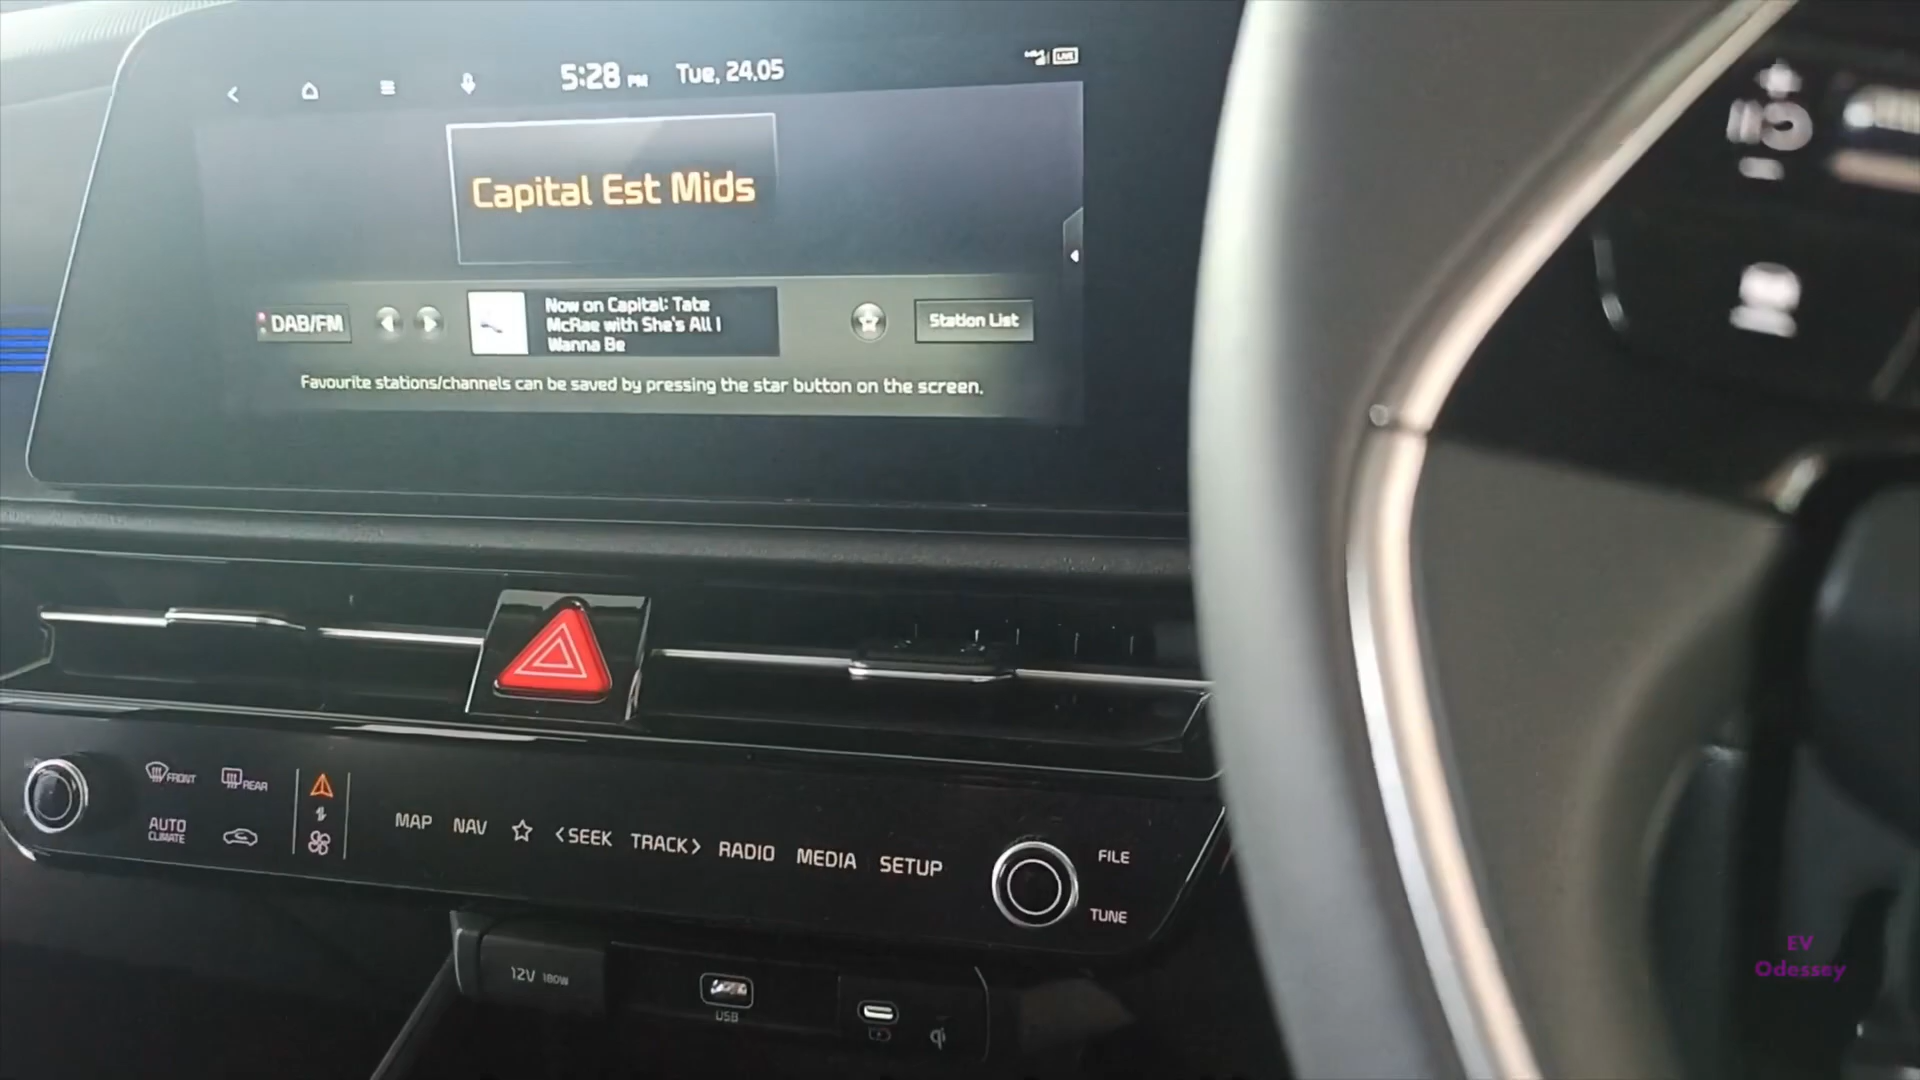 5:28 PM Tue, 24.05
LIVE
Capital Est Mids
DAB/FM
Now on Capital: Tate
McRae with She's All I
Wanna Be
Station List
Favourite stations/channels can be saved by pressing the star button on the screen.
FRONT
REAR
AUTO
CLIMATE
MAP
NAV
<SEEK
TRACK>
RADIO
MEDIA
SETUP
FILE
TUNE
12V 180W
USB
qi
EV
Odessey